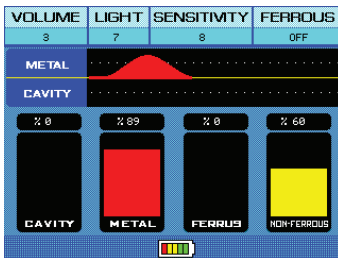 VOLUME LIGHT SENSITIVITY FERROUS
3 7 8 OFF
METAL
CAVITY
% 0 % 89 % 0 % 60
CAVITY METAL FERRUS NON-FERROUS